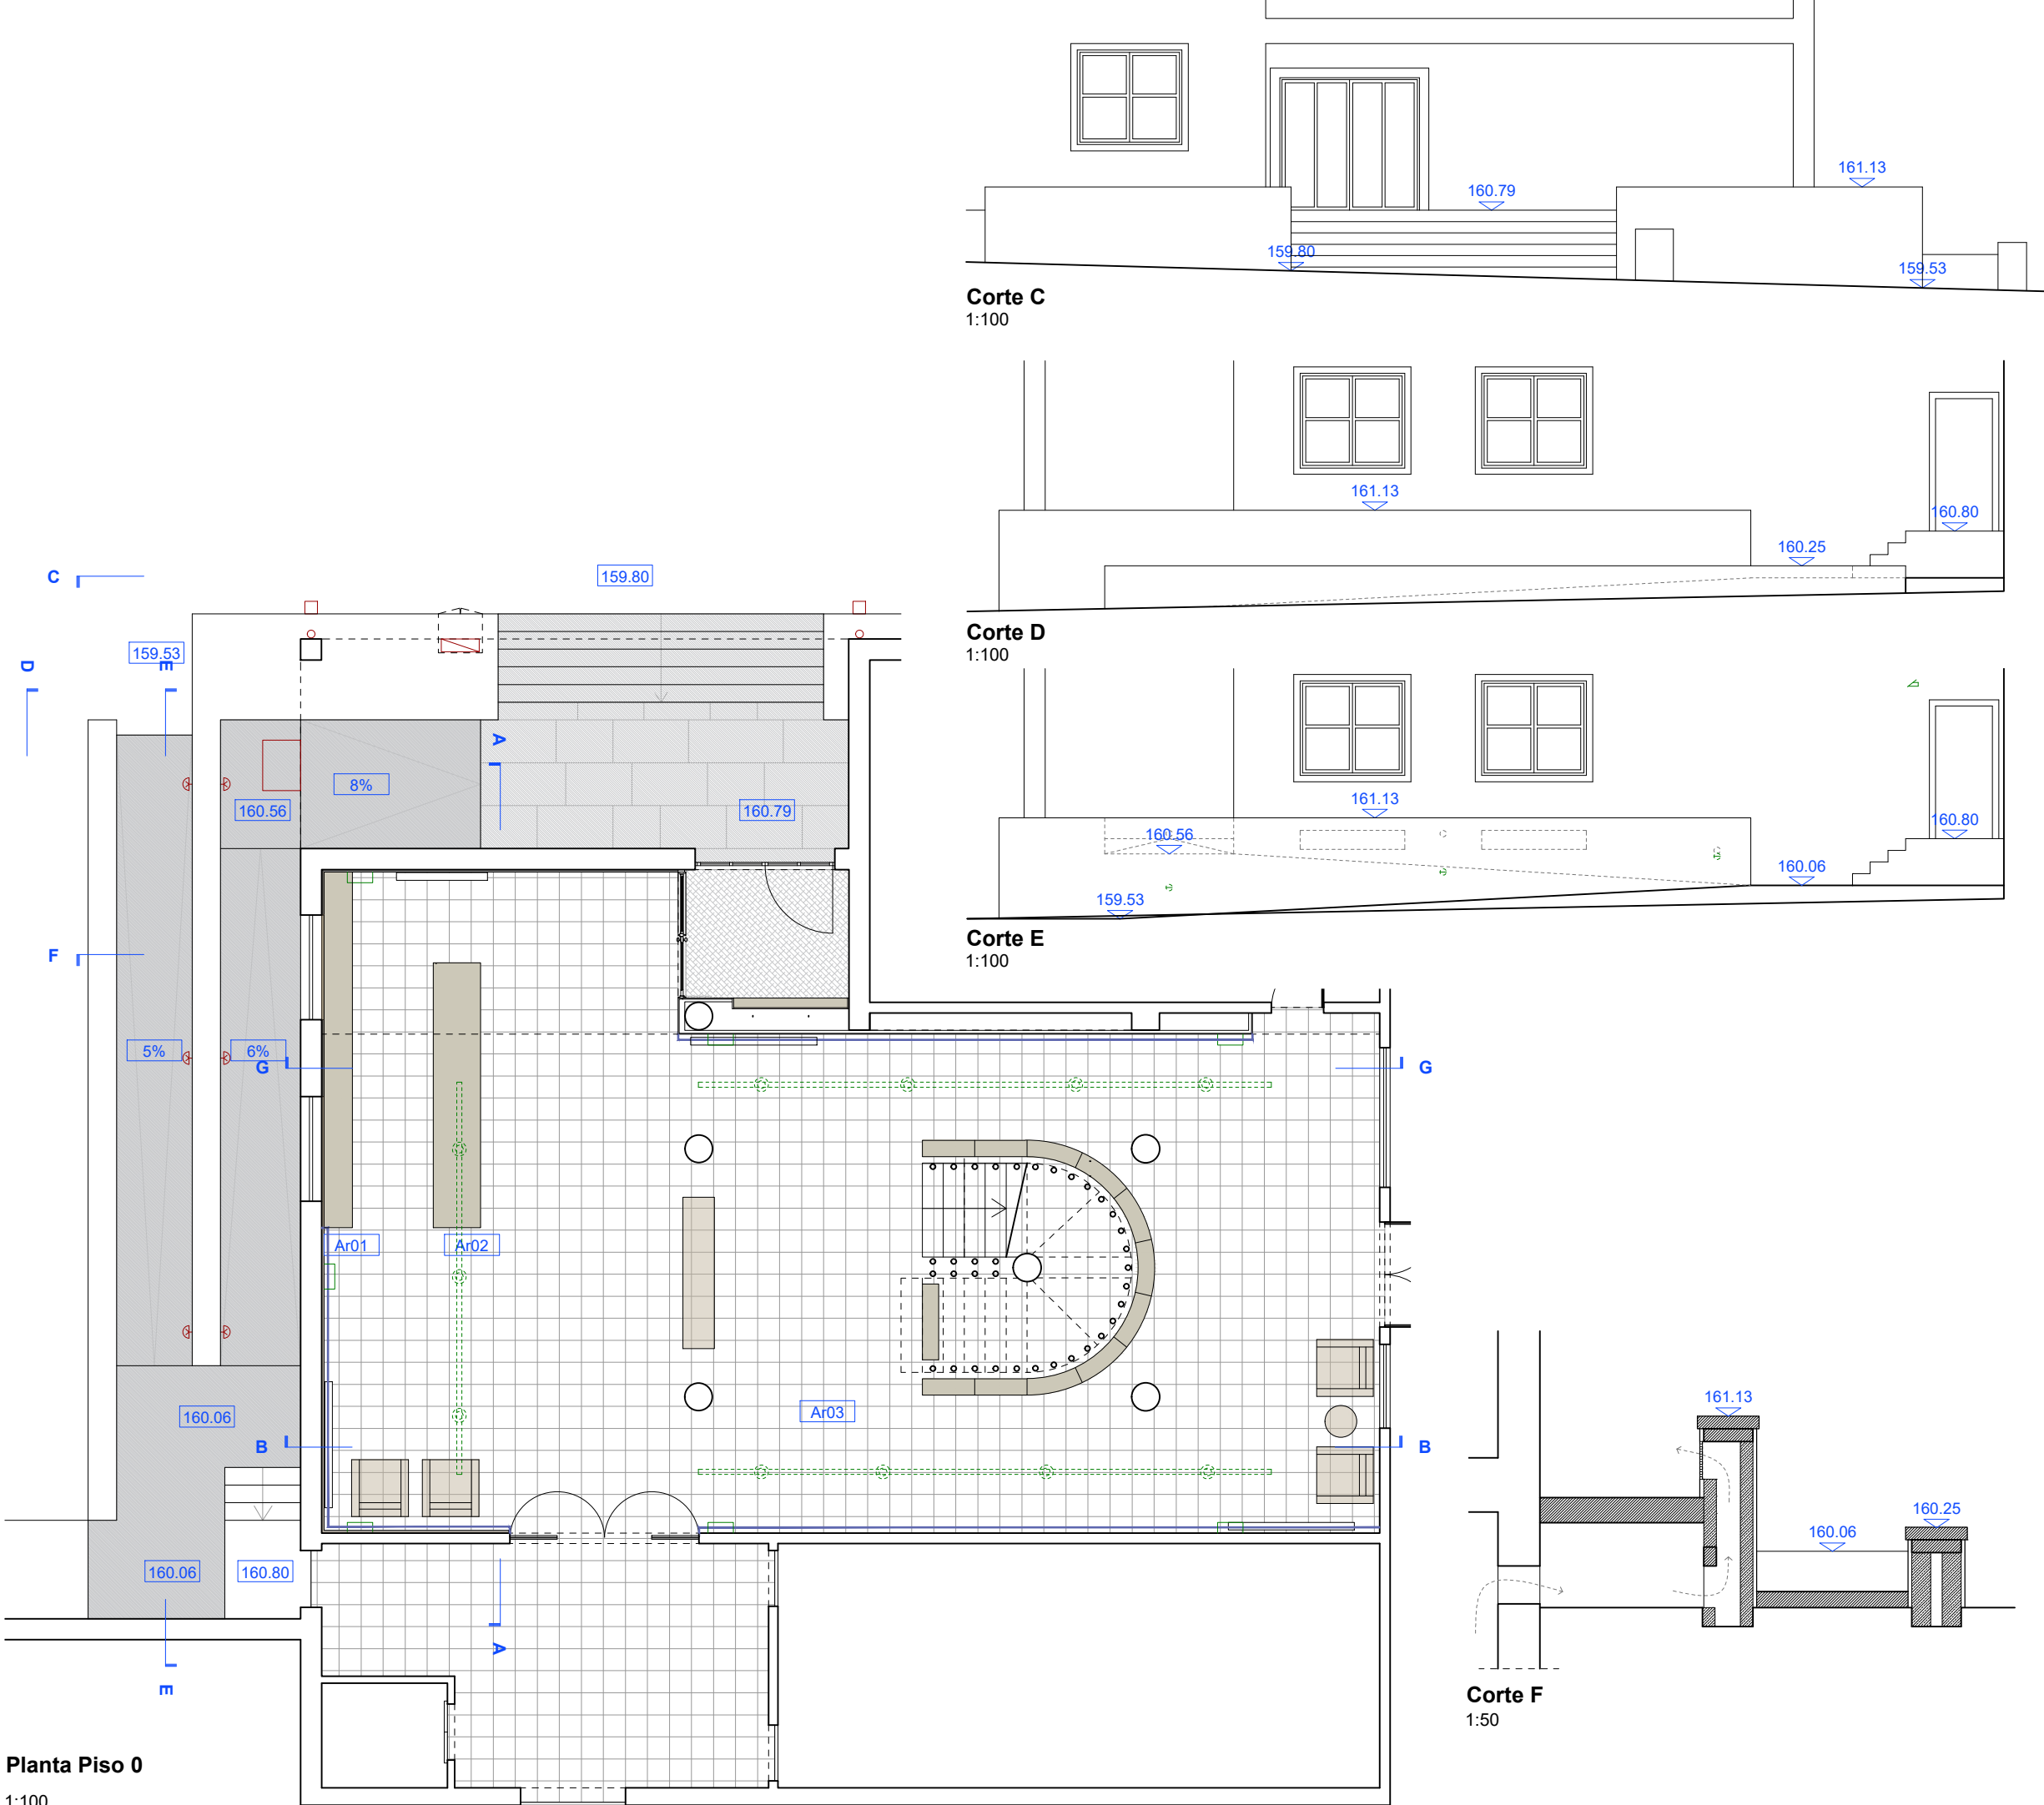 161.13
160.79
159.80
159.53
Corte C
1:100
161.13
160.80
160.25
Corte D
1:100
C
159.80
159.53
D
E
A
8%
160.56
160.79
161.13
160.56
160.80
160.06
159.53
Corte E
1:100
F
5%
6%
G
G
Ar01
Ar02
Ar03
160.06
B
B
160.06
160.80
A
E
161.13
160.25
160.06
Corte F
1:50
Planta Piso 0
1:100